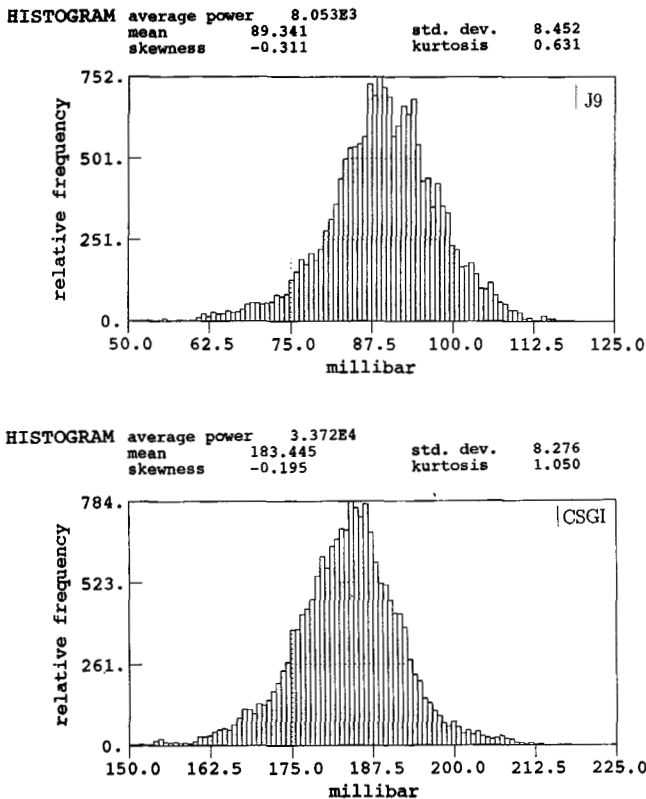 HISTOGRAM average power 8.053E3
mean 89.341 std. dev. 8.452
skewness -0.311 kurtosis 0.631
752.
J9
501.
251.
0.
relative frequency
50.0 62.5 75.0 87.5 100.0 112.5 125.0
millibar
HISTOGRAM average power 3.372E4
mean 183.445 std. dev. 8.276
skewness -0.195 kurtosis 1.050
784.
CSGI
523.
261.
0.
relative frequency
150.0 162.5 175.0 187.5 200.0 212.5 225.0
millibar